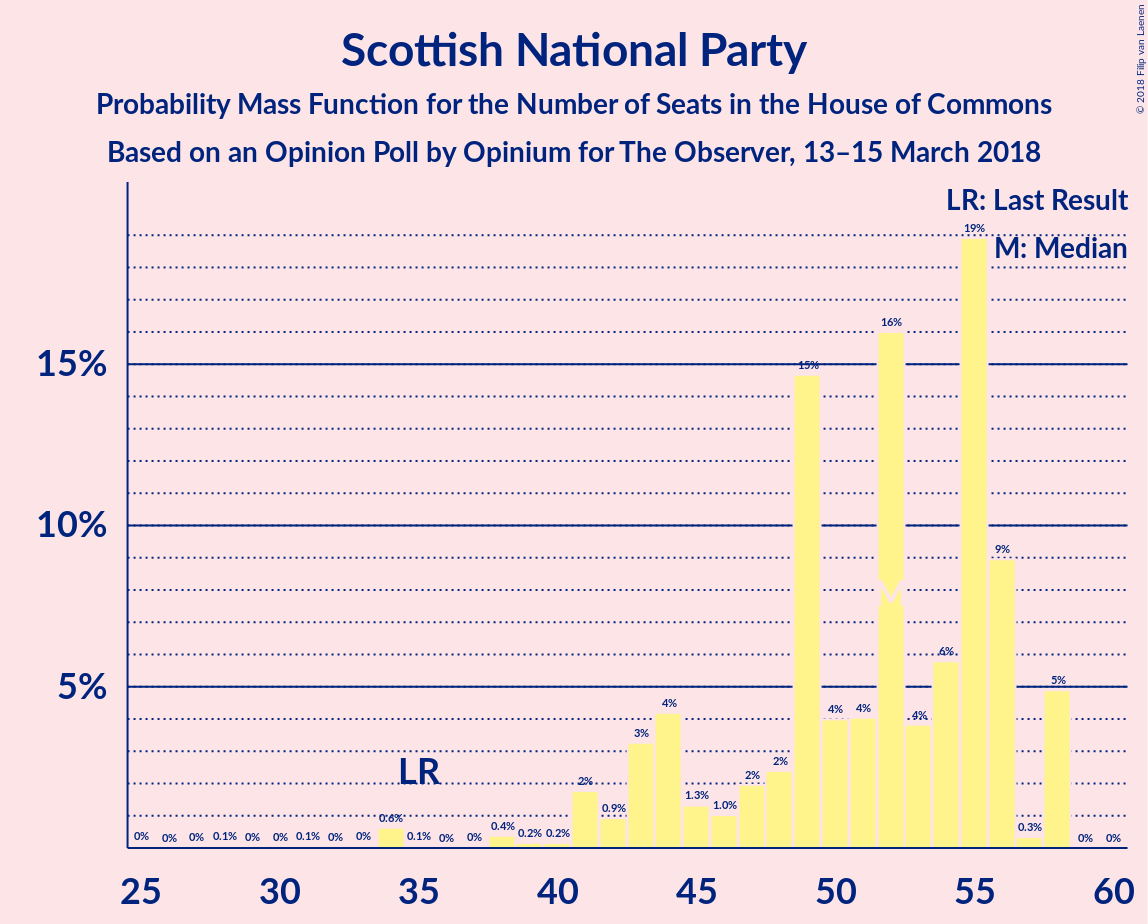 © 2018 Filip van Laenen
Scottish National Party
Probability Mass Function for the Number of Seats in the House of Commons
Based on an Opinion Poll by Opinium for The Observer, 13–15 March 2018
LR: Last Result
M: Median
15%
10%
5%
LR
0% 0% 0% 0.1% 0% 0% 0.1% 0% 0% 0.6% 0.1% 0% 0% 0.4% 0.2% 0.2% 2% 0.9% 3% 4% 1.3% 1.0% 2% 2% 15% 4% 4% 16% 4% 6% 19% 9% 0.3% 5% 0% 0%
25 30 35 40 45 50 55 60